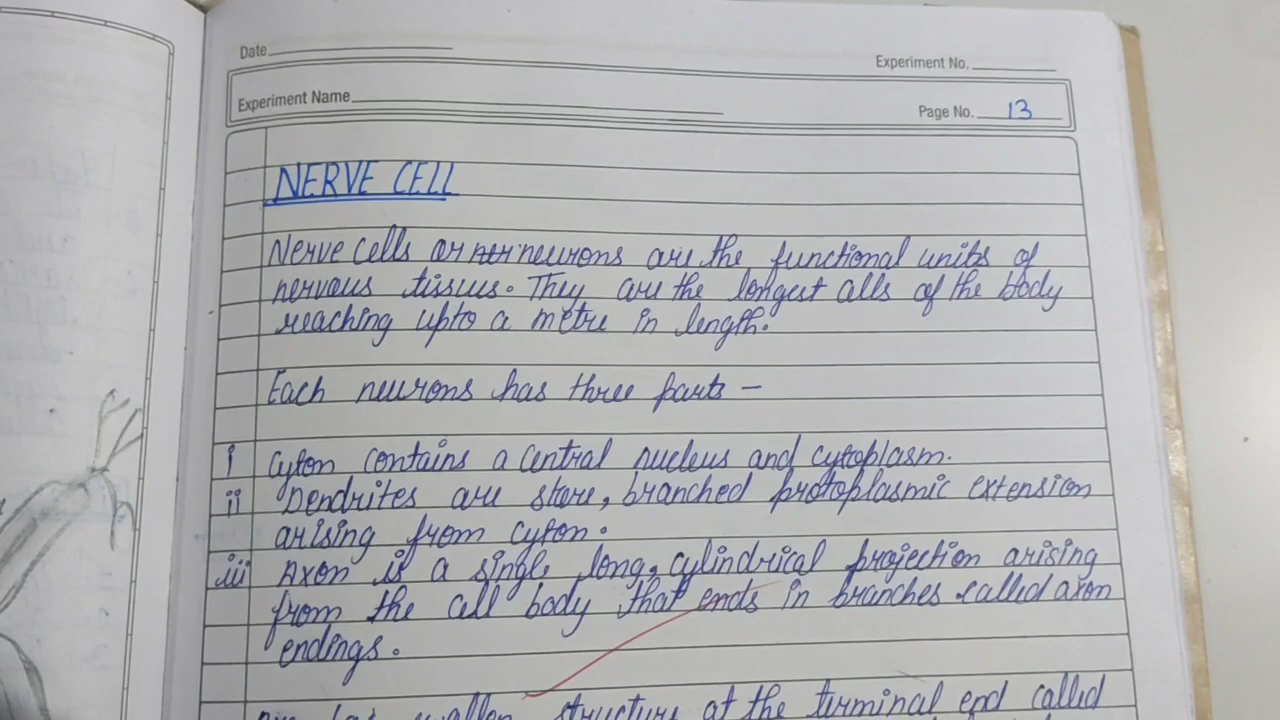 Date
Experiment No.
Experiment Name
Page No. 13
NERVE CELL
Nerve cells or neurons are the functional units of
nervous tissues. They are the longest cells of the body
reaching upto a metre in length.
Each neurons has three parts -
i Cyton contains a central nucleus and cytoplasm.
ii Dendrites are store, branched protoplasmic extension
arising from cyton.
iii Axon is a single, long, cylindrical projection arising
from the cell body that ends in branches called axon
endings.
swallen structure at the terminal end called